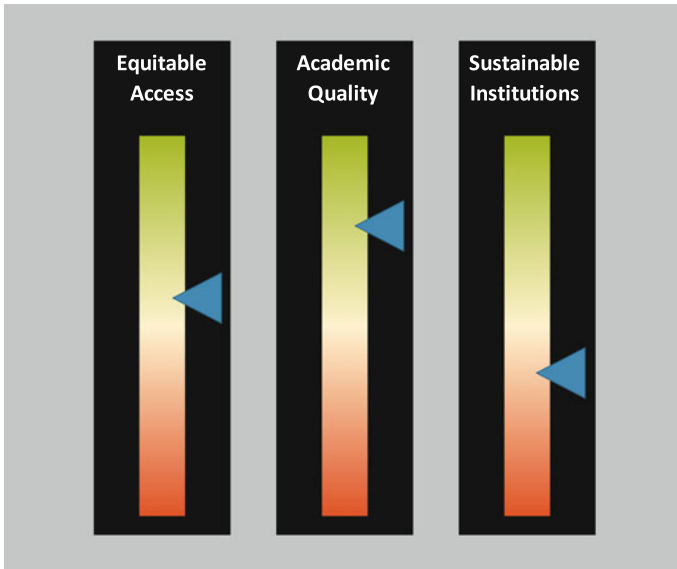 Equitable
Access
Academic
Quality
Sustainable
Institutions